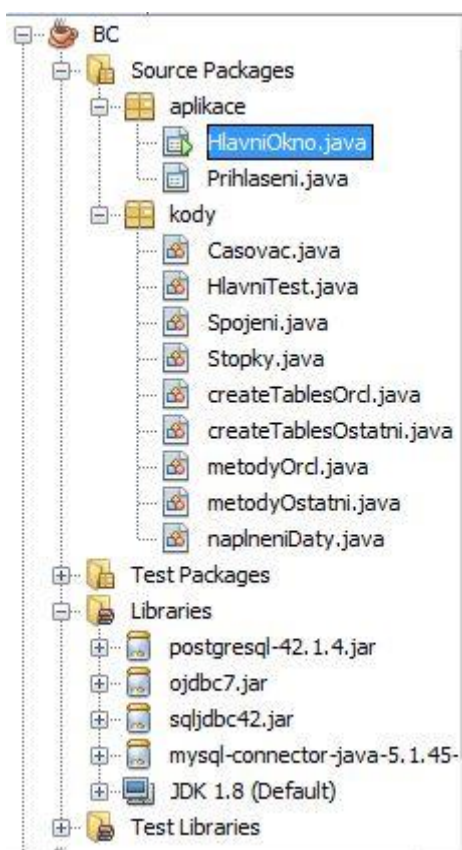 BC
Source Packages
aplikace
HlavniOkno.java
Prihlaseni.java
kody
Casovac.java
HlavniTest.java
Spojeni.java
Stopky.java
createTablesOrcl.java
createTablesOstatni.java
metodyOrcl.java
metodyOstatni.java
naplneniDaty.java
Test Packages
Libraries
postgresql-42.1.4.jar
ojdbc7.jar
sqljdbc42.jar
mysql-connector-java-5.1.45-
JDK 1.8 (Default)
Test Libraries